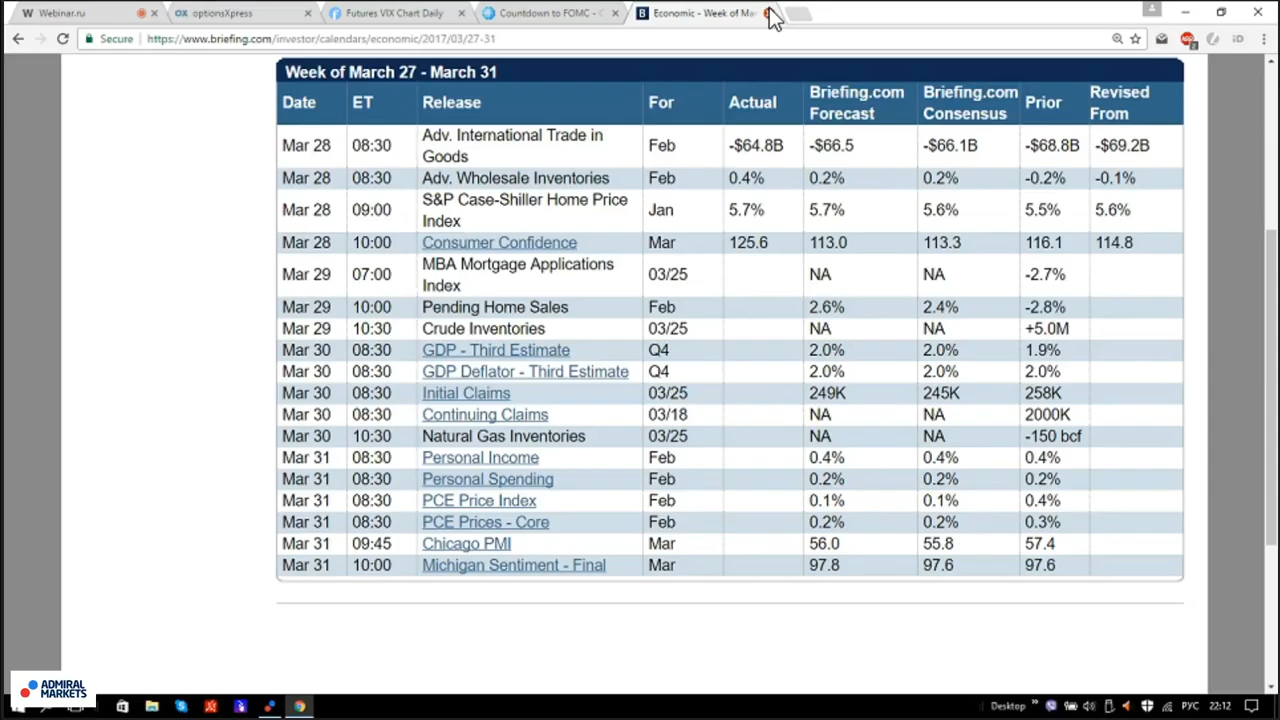 Webinar.ru
OX optionsXpress
Futures VIX Chart Daily
Countdown to FOMC - C
B Economic - Week of Mar
Secure
https://www.briefing.com/investor/calendars/economic/2017/03/27-31
Week of March 27 - March 31
Date ET Release For Actual Briefing.com Forecast Briefing.com Consensus Prior Revised From
Mar 28 08:30 Adv. International Trade in Goods Feb -$64.8B -$66.5 -$66.1B -$68.8B -$69.2B
Mar 28 08:30 Adv. Wholesale Inventories Feb 0.4% 0.2% 0.2% -0.2% -0.1%
Mar 28 09:00 S&P Case-Shiller Home Price Index Jan 5.7% 5.7% 5.6% 5.5% 5.6%
Mar 28 10:00 Consumer Confidence Mar 125.6 113.0 113.3 116.1 114.8
Mar 29 07:00 MBA Mortgage Applications Index 03/25 NA NA -2.7%
Mar 29 10:00 Pending Home Sales Feb 2.6% 2.4% -2.8%
Mar 29 10:30 Crude Inventories 03/25 NA NA +5.0M
Mar 30 08:30 GDP - Third Estimate Q4 2.0% 2.0% 1.9%
Mar 30 08:30 GDP Deflator - Third Estimate Q4 2.0% 2.0% 2.0%
Mar 30 08:30 Initial Claims 03/25 249K 245K 258K
Mar 30 08:30 Continuing Claims 03/18 NA NA 2000K
Mar 30 10:30 Natural Gas Inventories 03/25 NA NA -150 bcf
Mar 31 08:30 Personal Income Feb 0.4% 0.4% 0.4%
Mar 31 08:30 Personal Spending Feb 0.2% 0.2% 0.2%
Mar 31 08:30 PCE Price Index Feb 0.1% 0.1% 0.4%
Mar 31 08:30 PCE Prices - Core Feb 0.2% 0.2% 0.3%
Mar 31 09:45 Chicago PMI Mar 56.0 55.8 57.4
Mar 31 10:00 Michigan Sentiment - Final Mar 97.8 97.6 97.6
ADMIRAL
MARKETS
Desktop РУС 22:12